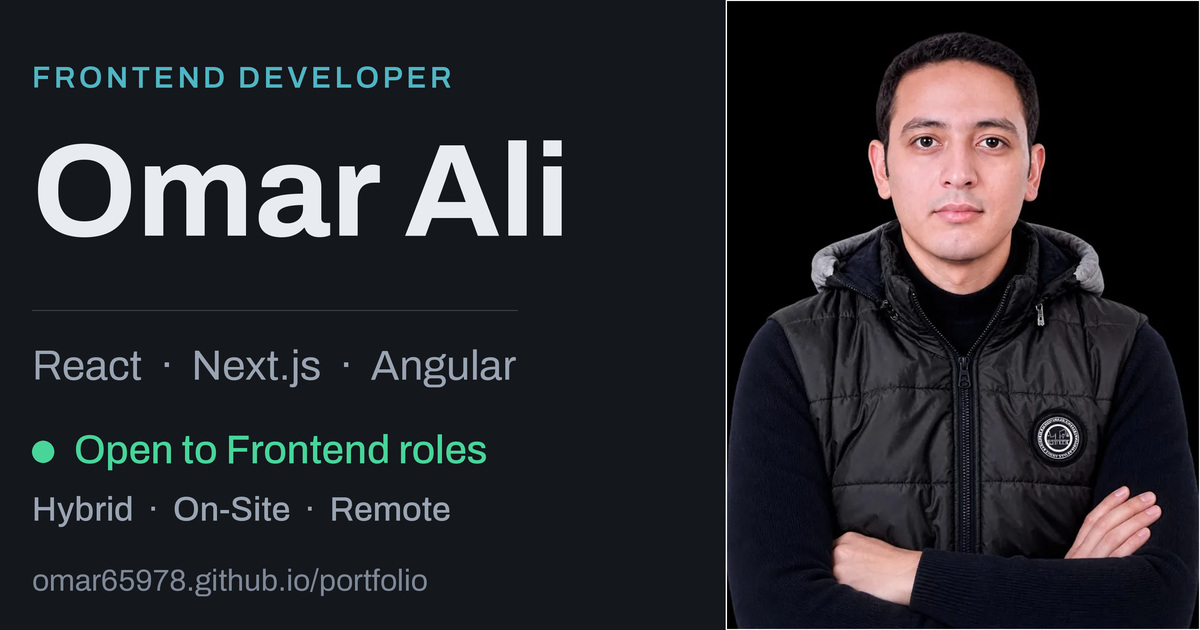 FRONTEND DEVELOPER
Omar Ali
React · Next.js · Angular
Open to Frontend roles
Hybrid · On-Site · Remote
omar65978.github.io/portfolio